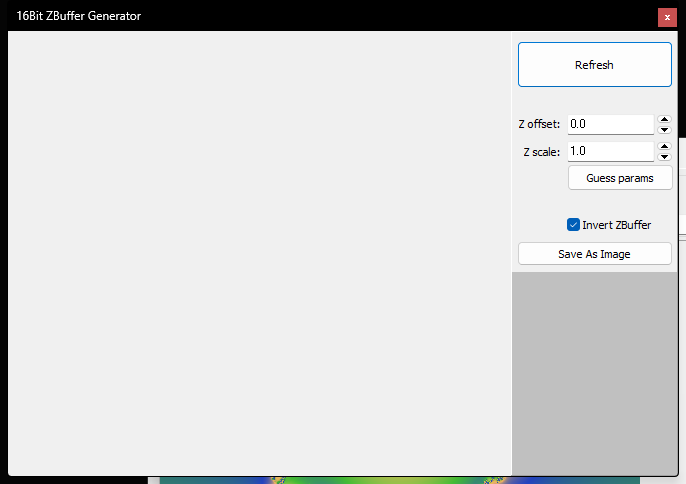 16Bit ZBuffer Generator
x
Refresh
Z offset: 0.0
Z scale: 1.0
Guess params
Invert ZBuffer
Save As Image